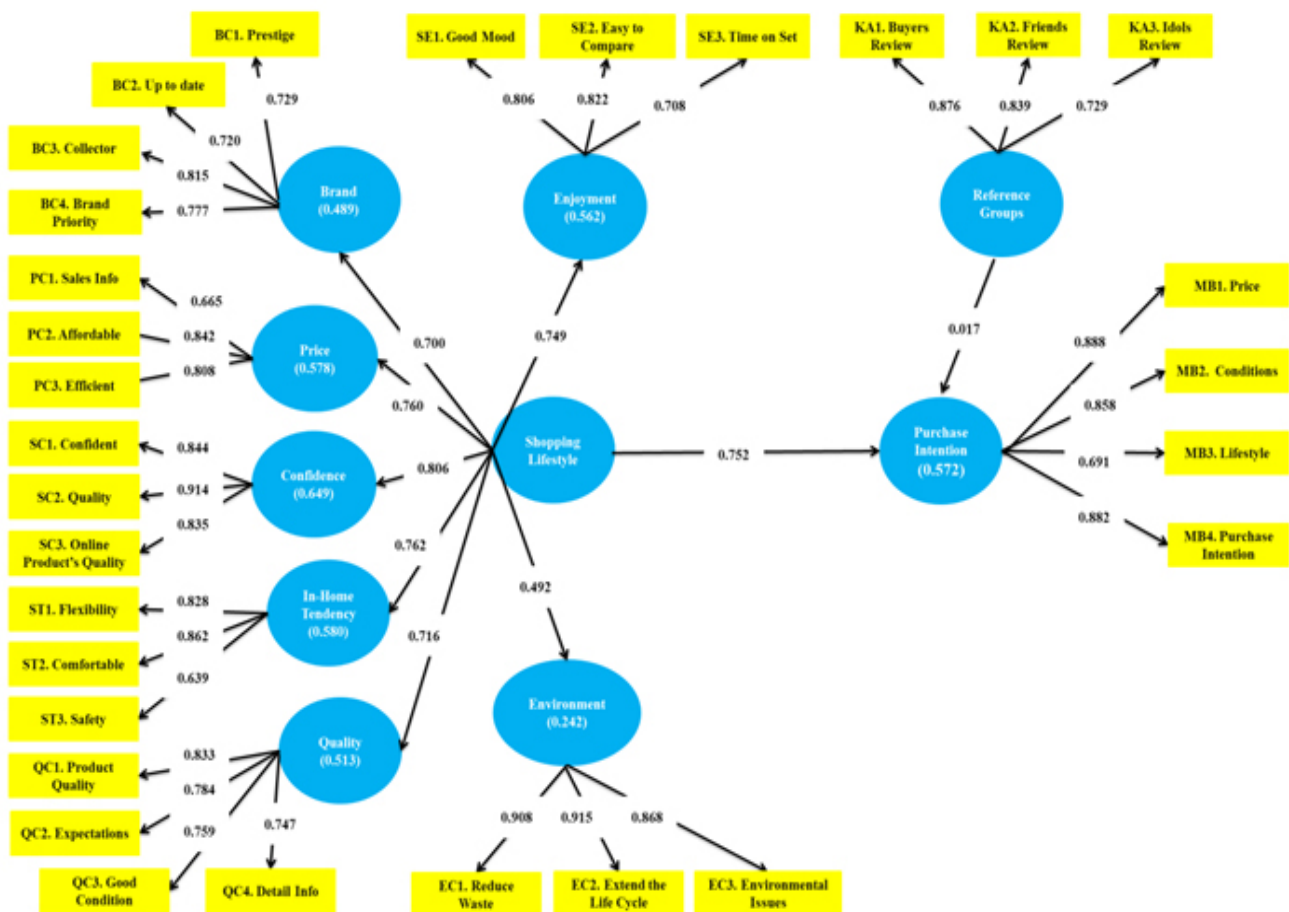 BC1. Prestige
SE1. Good Mood
SE2. Easy to
Compare
SE3. Time on Set
KA1. Buyers
Review
KA2. Friends
Review
KA3. Idols
Review
BC2. Up to date
0.729
0.806
0.822
0.708
0.876
0.839
0.729
BC3. Collector
0.720
0.815
BC4. Brand
Priority
0.777
Brand
(0.489)
Enjoyment
(0.562)
Reference
Groups
PC1. Sales Info
0.665
MB1. Price
PC2. Affordable
0.842
Price
(0.578)
0.700
0.749
0.017
0.888
PC3. Efficient
0.808
0.760
MB2. Conditions
0.858
SC1. Confident
0.844
Shopping
Lifestyle
Purchase
Intention
(0.572)
0.752
0.691
MB3. Lifestyle
SC2. Quality
0.914
Confidence
(0.649)
0.806
0.882
SC3. Online
Product's Quality
0.835
MB4. Purchase
Intention
ST1. Flexibility
0.828
In-Home
Tendency
(0.580)
0.762
0.492
ST2. Comfortable
0.862
0.716
ST3. Safety
0.639
Environment
(0.242)
QC1. Product
Quality
0.833
Quality
(0.513)
0.784
QC2. Expectations
0.759
0.747
0.908
0.915
0.868
QC3. Good
Condition
QC4. Detail Info
EC1. Reduce
Waste
EC2. Extend the
Life Cycle
EC3. Environmental
Issues